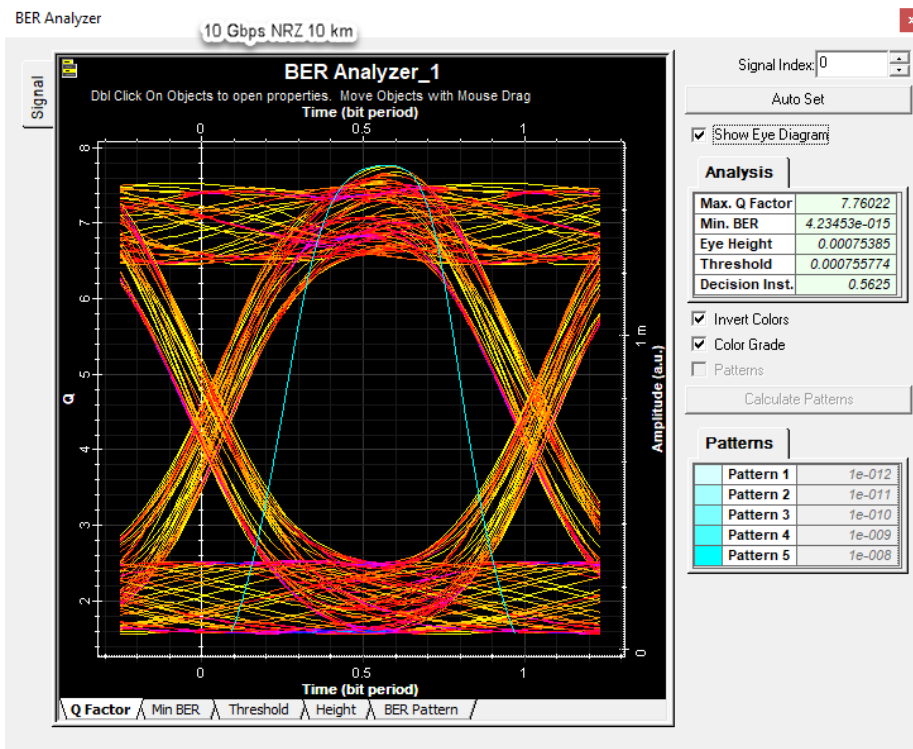 BER Analyzer
10 Gbps NRZ 10 km
Signal
BER Analyzer_1
Dbl Click On Objects to open properties. Move Objects with Mouse Drag
Time (bit period)
0 0.5 1
8
7
6
5
4
3
2
Q
1 m
0
Amplitude (a.u.)
0 0.5 1
Time (bit period)
Q Factor Min BER Threshold Height BER Pattern
Signal Index: 0
Auto Set
Show Eye Diagram
Analysis
Max. Q Factor 7.76022
Min. BER 4.23453e-015
Eye Height 0.00075385
Threshold 0.000755774
Decision Inst. 0.5625
Invert Colors
Color Grade
Patterns
Calculate Patterns
Patterns
Pattern 1 1e-012
Pattern 2 1e-011
Pattern 3 1e-010
Pattern 4 1e-009
Pattern 5 1e-008